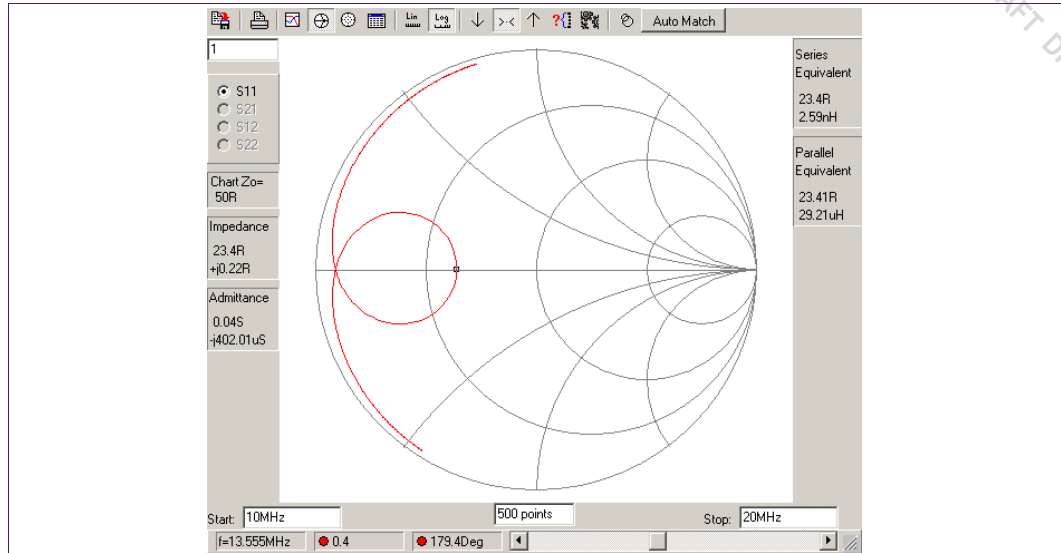 Lin Log ?{} Auto Match
1
S11
S21
S12
S22
Chart Zo=
50R
Impedance
23.4R
+j0.22R
Admittance
0.04S
-j402.01uS
Series
Equivalent
23.4R
2.59nH
Parallel
Equivalent
23.41R
29.21uH
Start: 10MHz
500 points
Stop: 20MHz
f=13.555MHz
0.4
179.4Deg